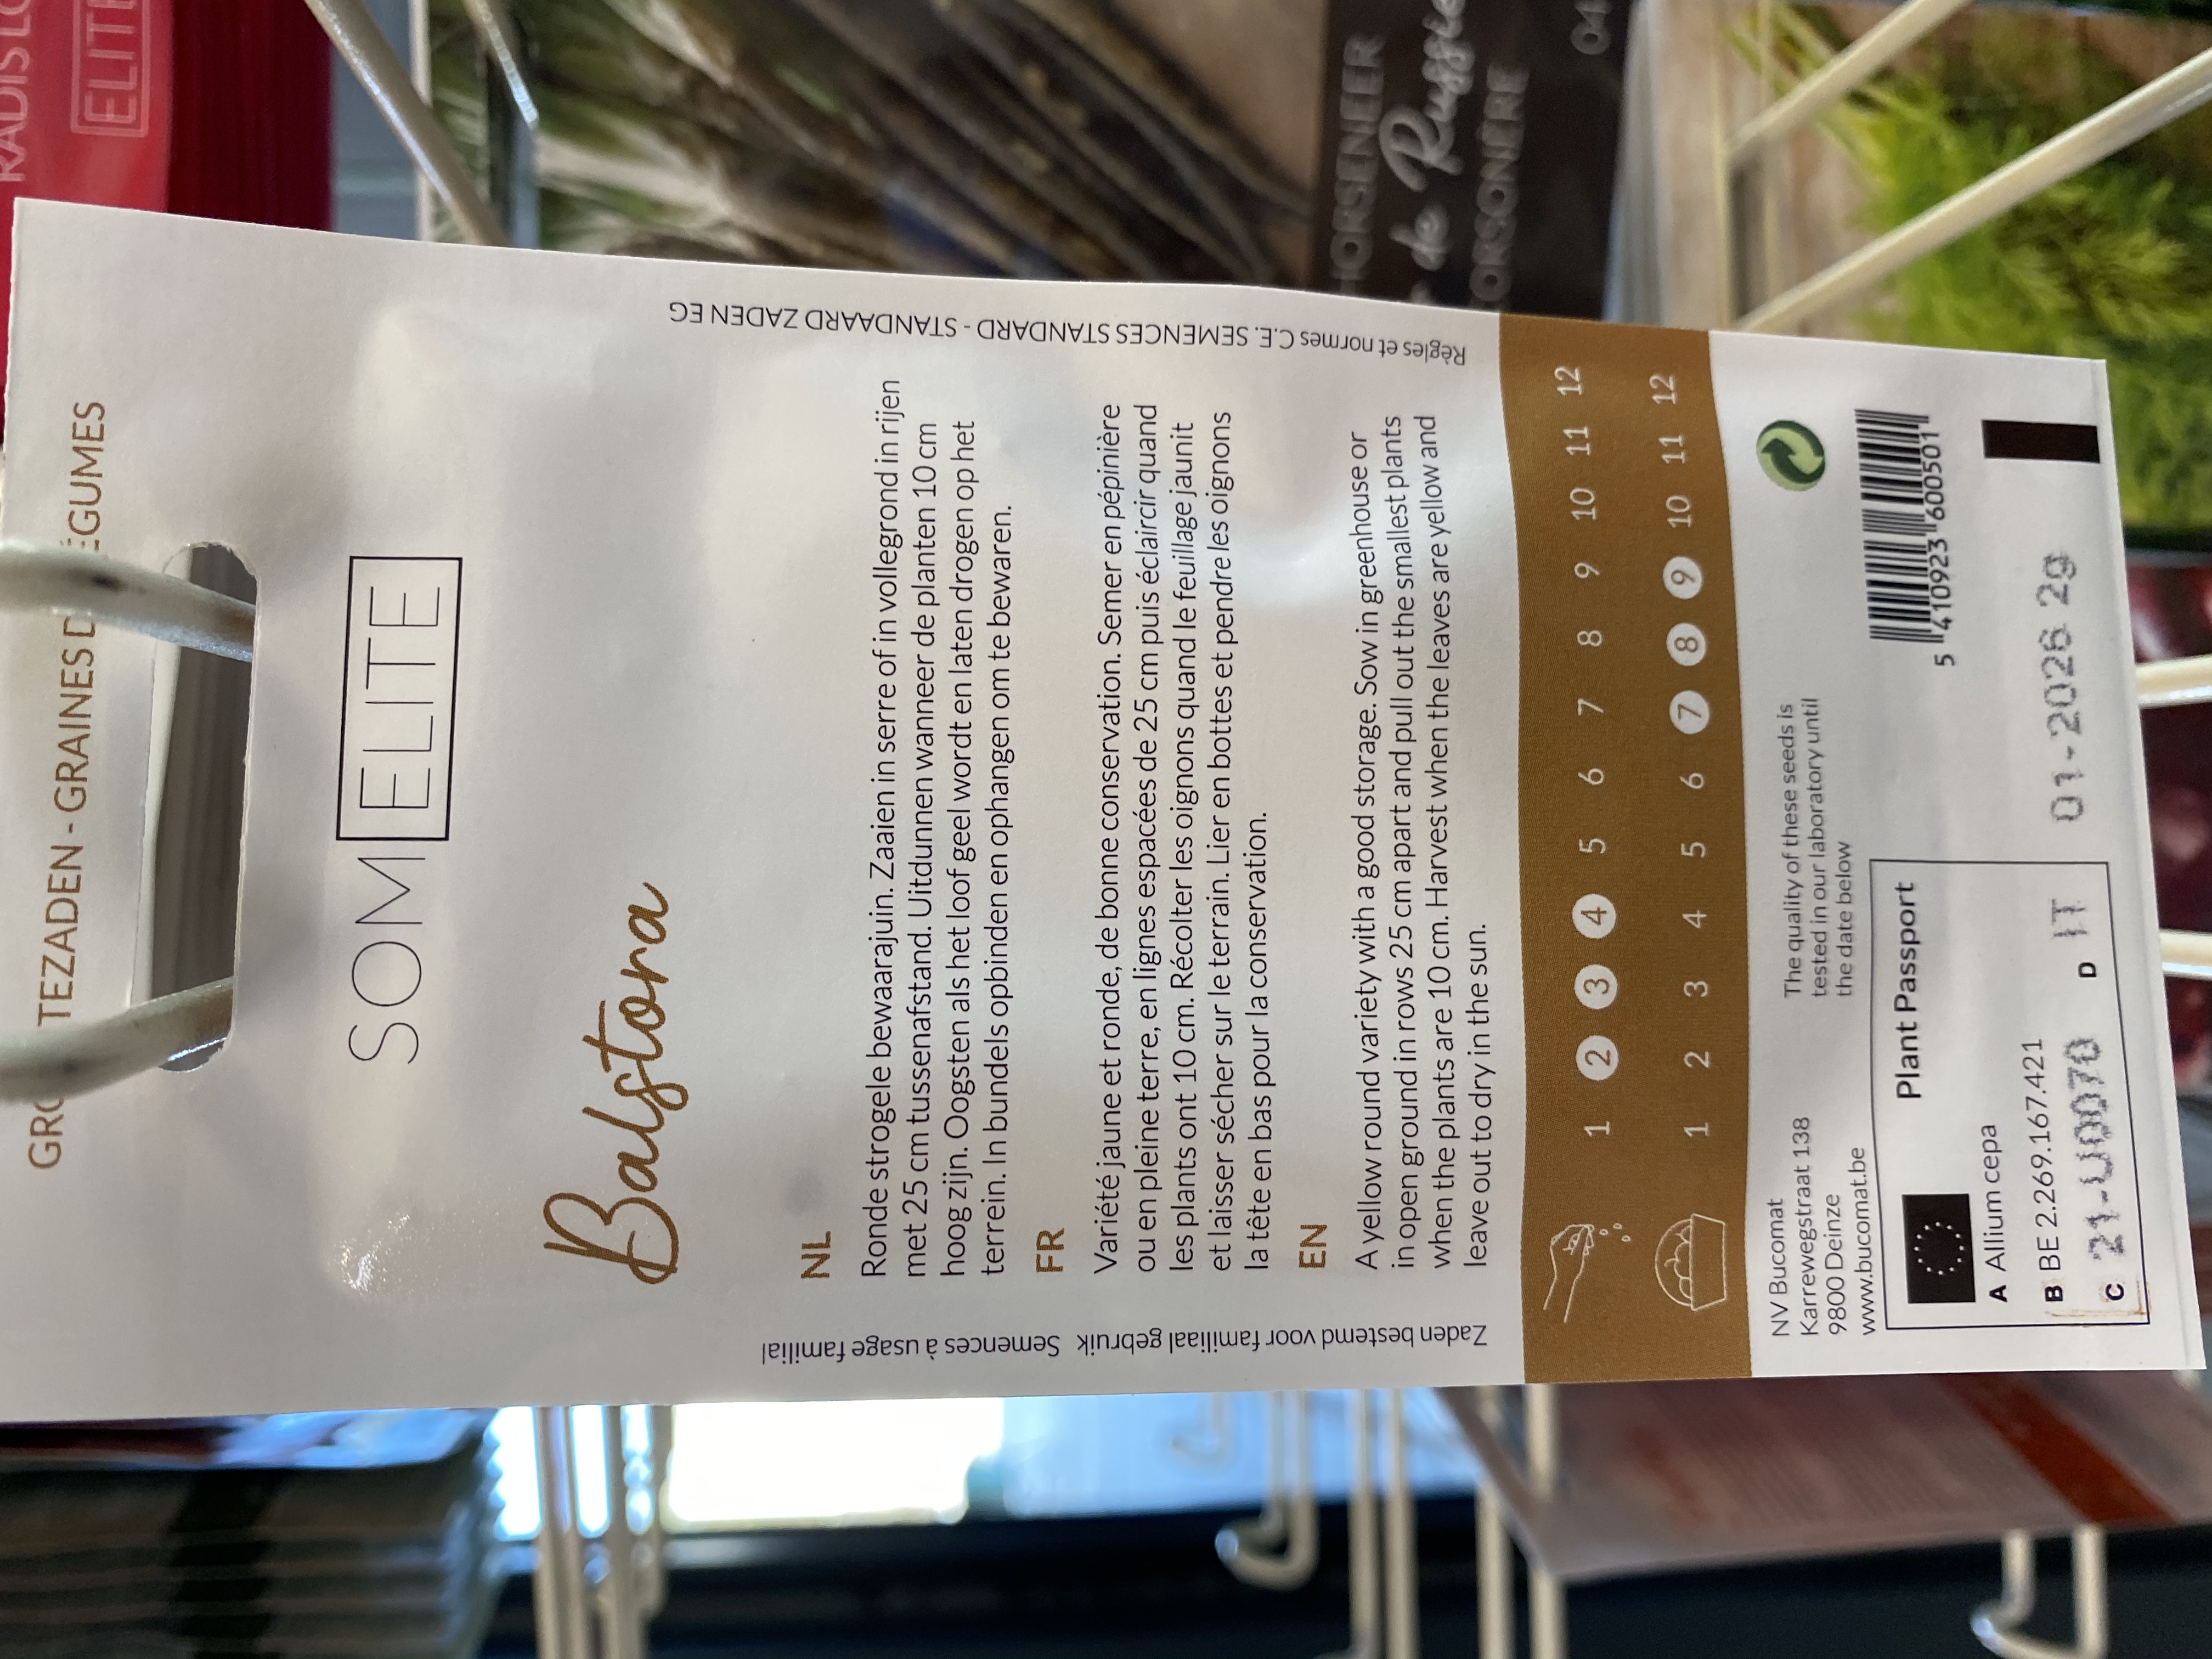 GRO TEZADEN - GRAINES D ÉGUMES
SOM ELITE
Balstora
NL
Ronde strogele bewaarajuin. Zaaien in serre of in vollegrond in rijen
met 25 cm tussenafstand. Uitdunnen wanneer de planten 10 cm
hoog zijn. Oogsten als het loof geel wordt en laten drogen op het
terrein. In bundels opbinden en ophangen om te bewaren.
FR
Variété jaune et ronde, de bonne conservation. Semer en pépinière
ou en pleine terre, en lignes espacées de 25 cm puis éclaircir quand
les plants ont 10 cm. Récolter les oignons quand le feuillage jaunit
et laisser sécher sur le terrain. Lier en bottes et pendre les oignons
la tête en bas pour la conservation.
EN
A yellow round variety with a good storage. Sow in greenhouse or
in open ground in rows 25 cm apart and pull out the smallest plants
when the plants are 10 cm. Harvest when the leaves are yellow and
leave out to dry in the sun.
Zaden bestemd voor familiaal gebruik Semences à usage familial
Règles et normes C.E. SEMENCES STANDARD - STANDAARD ZADEN EG
1 2 3 4 5 6 7 8 9 10 11 12
1 2 3 4 5 6 7 8 9 10 11 12
NV Bucomat
Karrewegstraat 138
9800 Deinze
www.bucomat.be
The quality of these seeds is
tested in our laboratory until
the date below
5 410923 600501
Plant Passport
A Allium cepa
B BE 2.269.167.421
C 21-U0070 D IT
01-2026 2g
RADIS
ELITE
HORSENEER
de Russie
ORSONÈRE
04